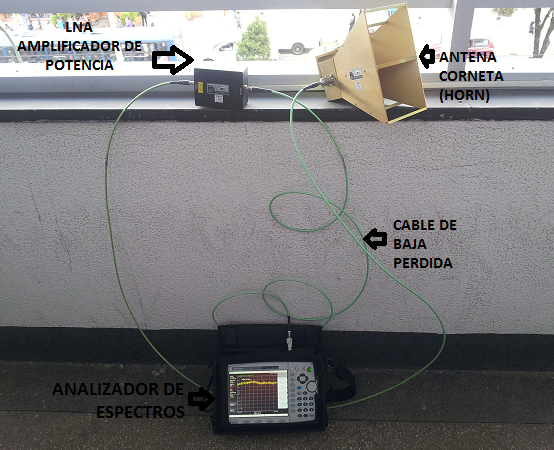 LNA
AMPLIFICADOR DE
POTENCIA
ANTENA
CORNETA
(HORN)
CABLE DE
BAJA
PERDIDA
ANALIZADOR DE
ESPECTROS